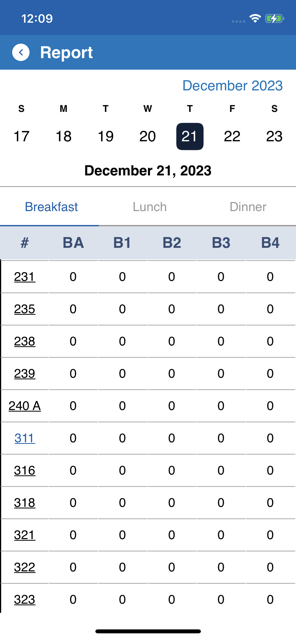 12:09
Report
December 2023
S M T W T F S
17 18 19 20 21 22 23
December 21, 2023
Breakfast Lunch Dinner
# BA B1 B2 B3 B4
231 0 0 0 0 0
235 0 0 0 0 0
238 0 0 0 0 0
239 0 0 0 0 0
240 A 0 0 0 0 0
311 0 0 0 0 0
316 0 0 0 0 0
318 0 0 0 0 0
321 0 0 0 0 0
322 0 0 0 0 0
323 0 0 0 0 0